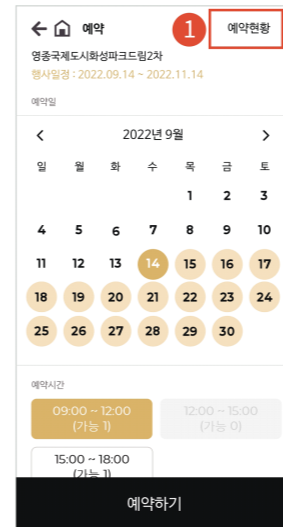 예약 1 예약현황
영종국제도시화성파크드림2차
행사일정 : 2022.09.14 ~ 2022.11.14
예약일
< 2022년 9월 >
일 월 화 수 목 금 토
1 2 3
4 5 6 7 8 9 10
11 12 13 14 15 16 17
18 19 20 21 22 23 24
25 26 27 28 29 30
예약시간
09:00 ~ 12:00 12:00 ~ 15:00
(가능 1) (가능 0)
15:00 ~ 18:00
(가능 1)
예약하기